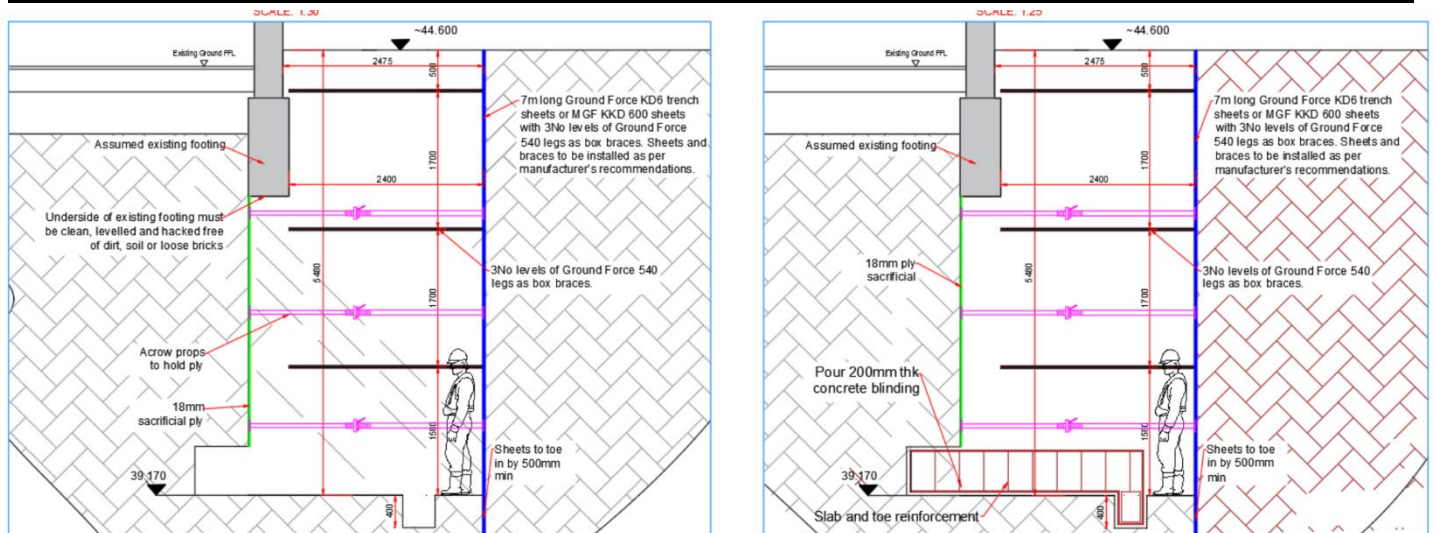 SCALE: 1:30
~44.600
Existing Ground FFL
2475
500
7m long Ground Force KD6 trench
sheets or MGF KKD 600 sheets
with 3No levels of Ground Force
540 legs as box braces. Sheets and
braces to be installed as per
manufacturer's recommendations.
Assumed existing footing
1700
2400
Underside of existing footing must
be clean, levelled and hacked free
of dirt, soil or loose bricks
5480
3No levels of Ground Force 540
legs as box braces.
1700
Acrow props
to hold ply
18mm
sacrificial ply
Sheets to toe
in by 500mm
min
39.170
400
SCALE: 1:25
~44.600
Existing Ground FFL
2475
500
7m long Ground Force KD6 trench
sheets or MGF KKD 600 sheets
with 3No levels of Ground Force
540 legs as box braces. Sheets and
braces to be installed as per
manufacturer's recommendations.
Assumed existing footing
1700
2400
18mm ply
sacrificial
5480
3No levels of Ground Force 540
legs as box braces.
1700
Pour 200mm thk
concrete blinding
Sheets to toe
in by 500mm
min
39.170
400
Slab and toe reinforcement